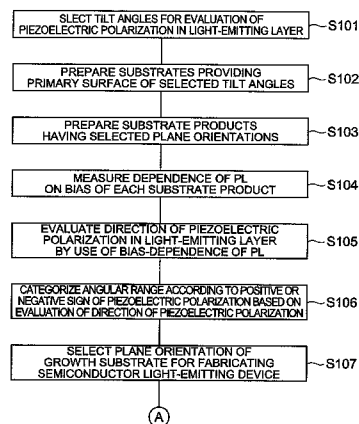 SLECT TILT ANGLES FOR EVALUATION OF
PIEZOELECTRIC POLARIZATION IN LIGHT-EMITTING LAYER
S101
PREPARE SUBSTRATES PROVIDING
PRIMARY SURFACE OF SELECTED TILT ANGLES
S102
PREPARE SUBSTRATE PRODUCTS
HAVING SELECTED PLANE ORIENTATIONS
S103
MEASURE DEPENDENCE OF PL
ON BIAS OF EACH SUBSTRATE PRODUCT
S104
EVALUATE DIRECTION OF PIEZOELECTRIC
POLARIZATION IN LIGHT-EMITTING LAYER
BY USE OF BIAS-DEPENDENCE OF PL
S105
CATEGORIZE ANGULAR RANGE ACCORDING TO POSITIVE OR
NEGATIVE SIGN OF PIEZOELECTRIC POLARIZATION BASED ON
EVALUATION OF DIRECTION OF PIEZOELECTRIC POLARIZATION
S106
SELECT PLANE ORIENTATION OF
GROWTH SUBSTRATE FOR FABRICATING
SEMICONDUCTOR LIGHT-EMITTING DEVICE
S107
A